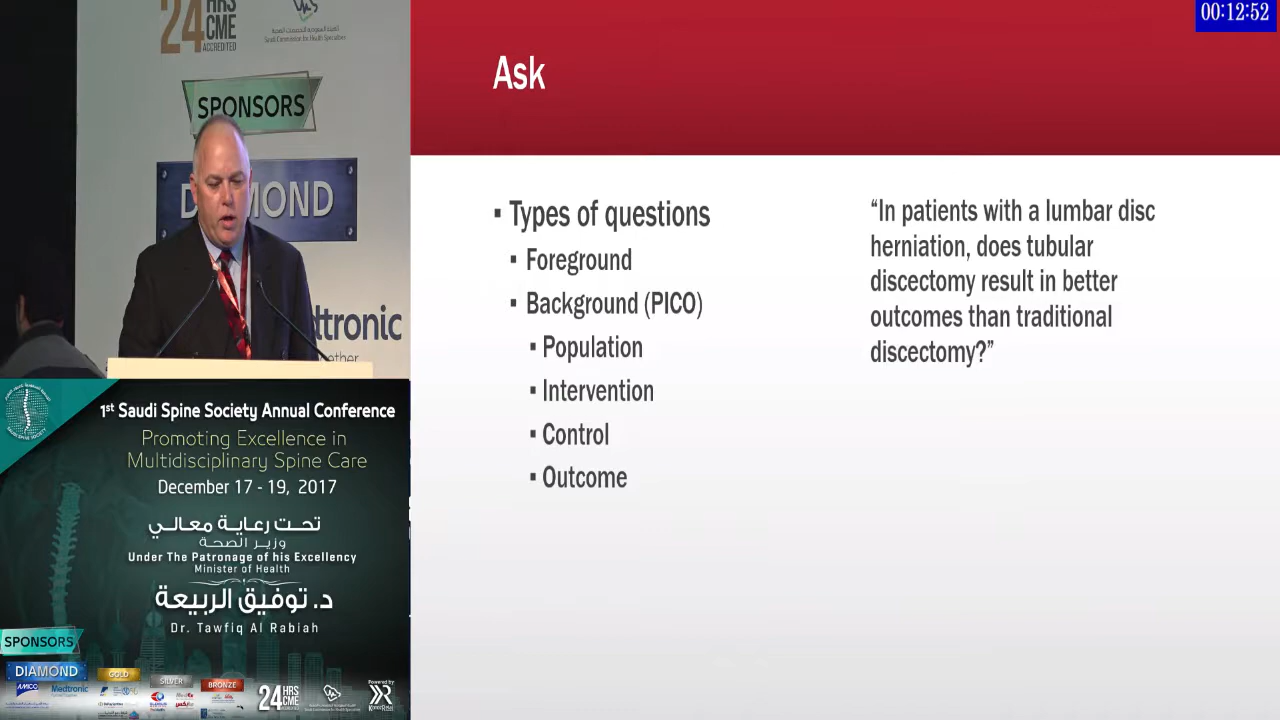 00:12:52
24 HRS
CME
ACCREDITED
SPONSORS
Ask
▪ Types of questions
▪ Foreground
▪ Background (PICO)
▪ Population
▪ Intervention
▪ Control
▪ Outcome
“In patients with a lumbar disc
herniation, does tubular
discectomy result in better
outcomes than traditional
discectomy?”
1st Saudi Spine Society Annual Conference
Promoting Excellence in
Multidisciplinary Spine Care
December 17 - 19, 2017
تحت رعاية معالي
وزير الصحة
Under The Patronage of his Excellency
Minister of Health
د. توفيق الربيعة
Dr. Tawfiq Al Rabiah
SPONSORS
DIAMOND
GOLD
SILVER
BRONZE
AMICO
Medtronic
24 HRS
CME
ACCREDITED
Powered by